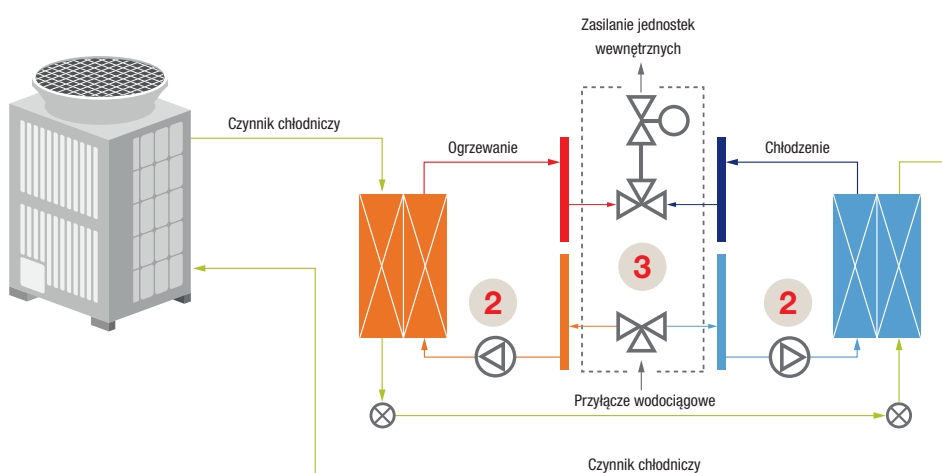 Zasilanie jednostek
wewnętrznych
Czynnik chłodniczy
Ogrzewanie
Chłodzenie
3
2
2
Przyłącze wodociągowe
Czynnik chłodniczy